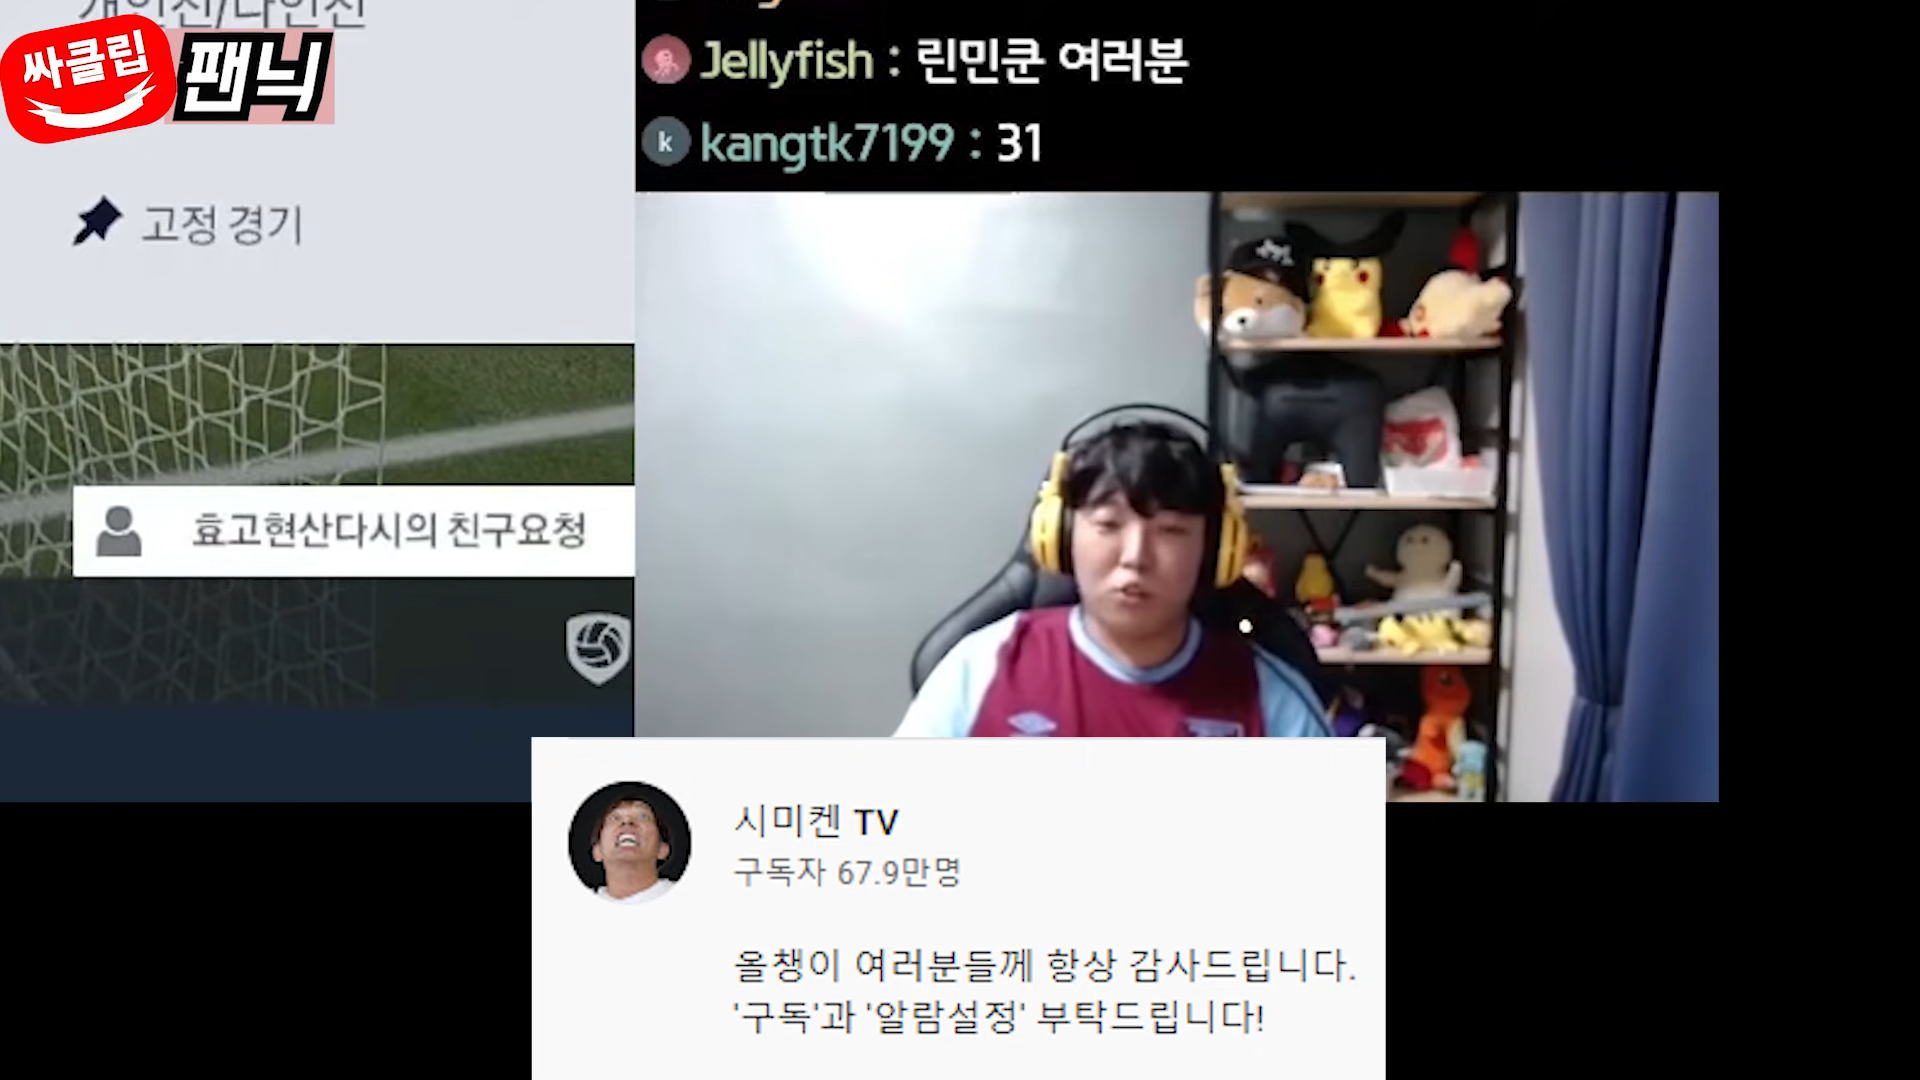 싸클립
팬늬
Jellyfish : 린민쿤 여러분
k kangtk7199 : 31
고정 경기
효고현산다시의 친구요청
시미켄 TV
구독자 67.9만명
올챙이 여러분들께 항상 감사드립니다.
'구독'과 '알람설정' 부탁드립니다!